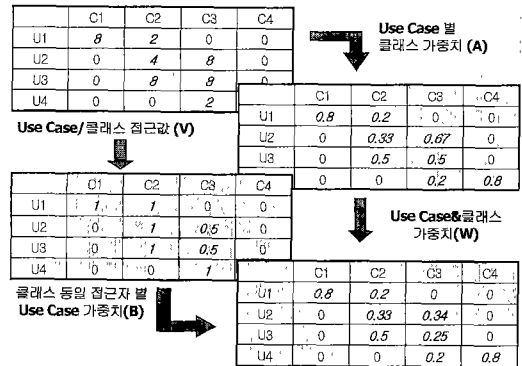 C1 C2 C3 C4
U1 8 2 0 0
U2 0 4 8 0
U3 0 8 8 0
U4 0 0 2
Use Case/클래스 접근값 (V)
Use Case 별
클래스 가중치 (A)
C1 C2 C3 C4
U1 0.8 0.2 0 0
U2 0 0.33 0.67 0
U3 0 0.5 0.5 0
0 0 0.2 0.8
C1 C2 C3 C4
U1 1 1 0 0
U2 0 1 0.5 0
U3 0 1 0.5 0
U4 0 0 1
클래스 동일 접근자 별
Use Case 가중치(B)
Use Case&클래스
가중치(W)
C1 C2 C3 C4
U1 0.8 0.2 0 0
U2 0 0.33 0.34 0
U3 0 0.5 0.25 0
U4 0 0 0.2 0.8